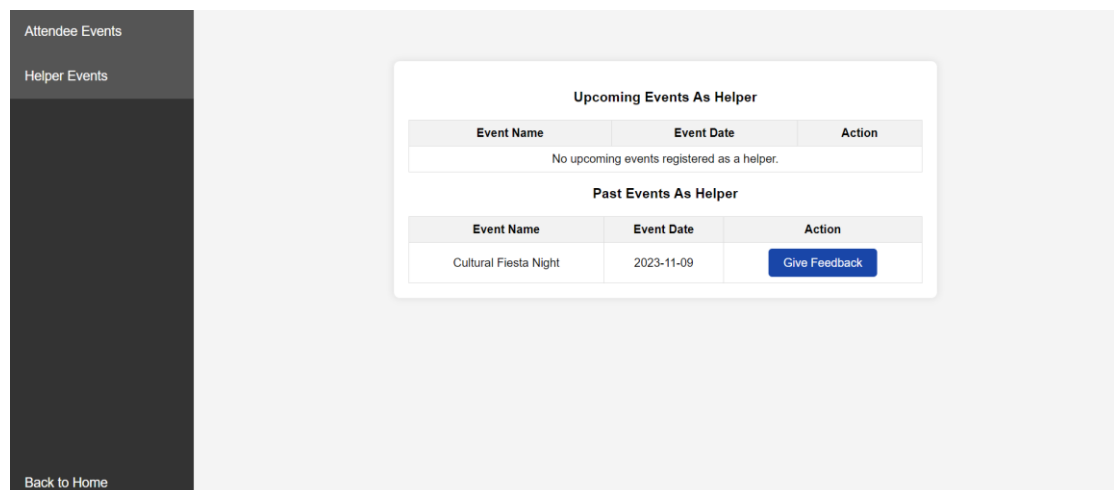 Attendee Events
Helper Events
Upcoming Events As Helper
Event Name Event Date Action
No upcoming events registered as a helper.
Past Events As Helper
Event Name Event Date Action
Cultural Fiesta Night 2023-11-09 Give Feedback
Back to Home